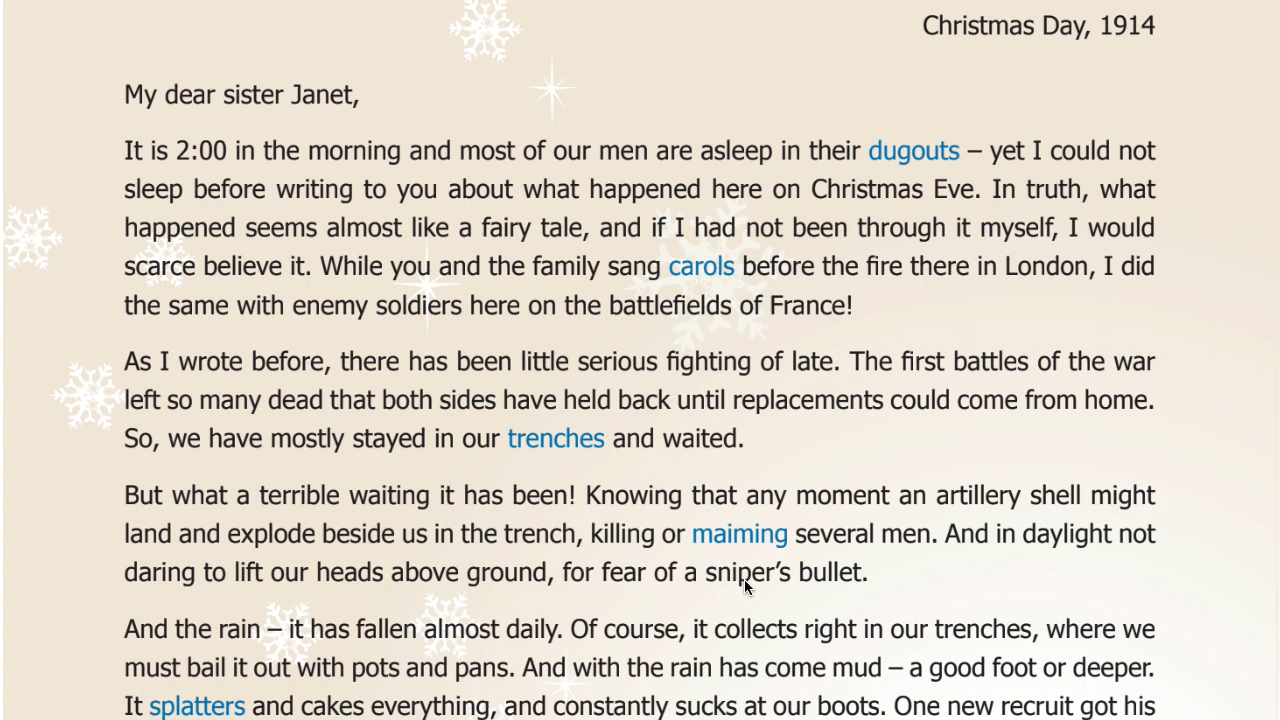 Christmas Day, 1914
My dear sister Janet,
It is 2:00 in the morning and most of our men are asleep in their dugouts – yet I could not
sleep before writing to you about what happened here on Christmas Eve. In truth, what
happened seems almost like a fairy tale, and if I had not been through it myself, I would
scarce believe it. While you and the family sang carols before the fire there in London, I did
the same with enemy soldiers here on the battlefields of France!
As I wrote before, there has been little serious fighting of late. The first battles of the war
left so many dead that both sides have held back until replacements could come from home.
So, we have mostly stayed in our trenches and waited.
But what a terrible waiting it has been! Knowing that any moment an artillery shell might
land and explode beside us in the trench, killing or maiming several men. And in daylight not
daring to lift our heads above ground, for fear of a sniper’s bullet.
And the rain – it has fallen almost daily. Of course, it collects right in our trenches, where we
must bail it out with pots and pans. And with the rain has come mud – a good foot or deeper.
It splatters and cakes everything, and constantly sucks at our boots. One new recruit got his